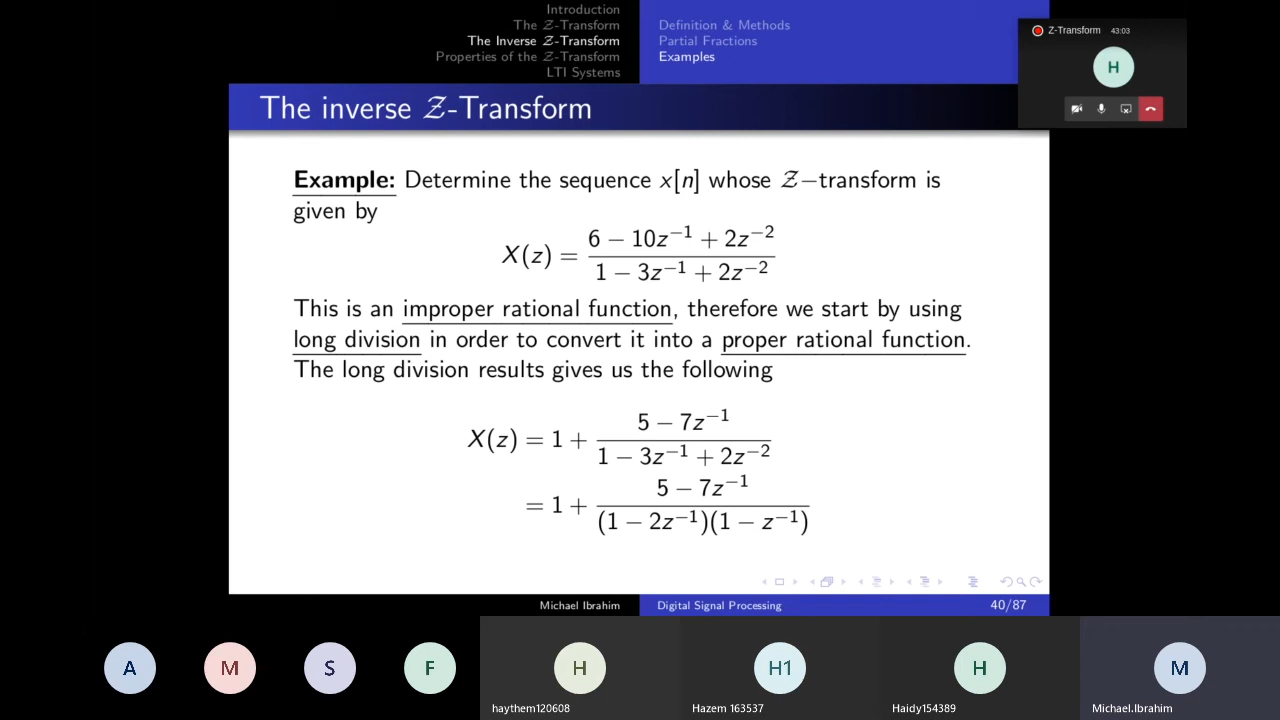 Introduction
The Z-Transform
The Inverse Z-Transform
Properties of the Z-Transform
LTI Systems
Definition & Methods
Partial Fractions
Examples
Z-Transform 43:03
H
The inverse Z-Transform
Example: Determine the sequence x[n] whose Z−transform is
given by
X(z) = \frac{6 − 10z^{−1} + 2z^{−2}}{1 − 3z^{−1} + 2z^{−2}}
This is an improper rational function, therefore we start by using
long division in order to convert it into a proper rational function.
The long division results gives us the following
X(z) = 1 + \frac{5 − 7z^{−1}}{1 − 3z^{−1} + 2z^{−2}}
= 1 + \frac{5 − 7z^{−1}}{(1 − 2z^{−1})(1 − z^{−1})}
Michael Ibrahim Digital Signal Processing 40/87
A M S F H H1 H M
haythem120608 Hazem 163537 Haidy154389 Michael.Ibrahim